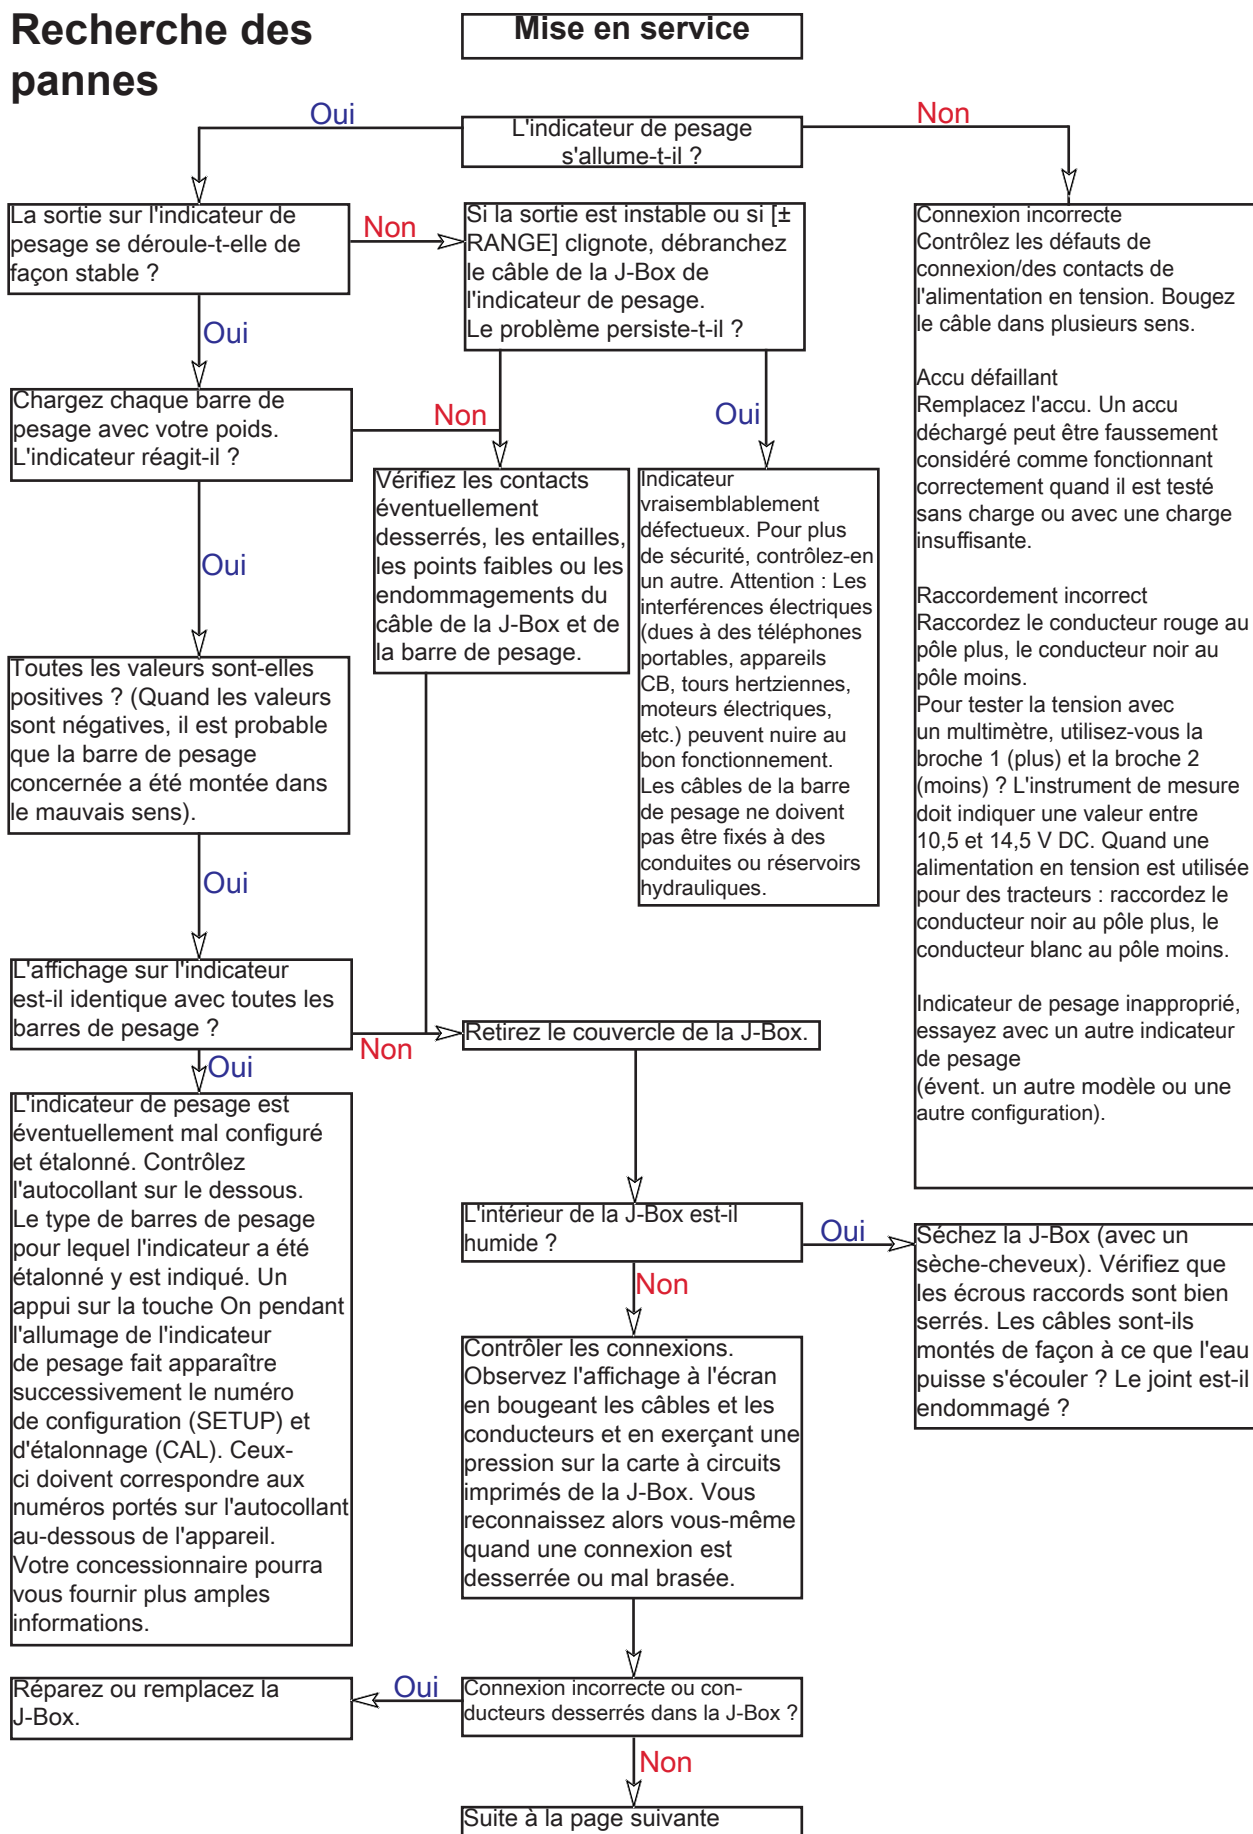 Recherche des
pannes
Mise en service
Oui
Non
L'indicateur de pesage
s'allume-t-il ?
La sortie sur l'indicateur de
pesage se déroule-t-elle de
façon stable ?
Non
Si la sortie est instable ou si [±
RANGE] clignote, débranchez
le câble de la J-Box de
l'indicateur de pesage.
Le problème persiste-t-il ?
Connexion incorrecte
Contrôlez les défauts de
connexion/des contacts de
l'alimentation en tension. Bougez
le câble dans plusieurs sens.
Accu défaillant
Remplacez l'accu. Un accu
déchargé peut être faussement
considéré comme fonctionnant
correctement quand il est testé
sans charge ou avec une charge
insuffisante.
Raccordement incorrect
Raccordez le conducteur rouge au
pôle plus, le conducteur noir au
pôle moins.
Pour tester la tension avec
un multimètre, utilisez-vous la
broche 1 (plus) et la broche 2
(moins) ? L'instrument de mesure
doit indiquer une valeur entre
10,5 et 14,5 V DC. Quand une
alimentation en tension est utilisée
pour des tracteurs : raccordez le
conducteur noir au pôle plus, le
conducteur blanc au pôle moins.
Indicateur de pesage inapproprié,
essayez avec un autre indicateur
de pesage
(évent. un autre modèle ou une
autre configuration).
Oui
Chargez chaque barre de
pesage avec votre poids.
L'indicateur réagit-il ?
Non
Oui
Vérifiez les contacts
éventuellement
desserrés, les entailles,
les points faibles ou les
endommagements du
câble de la J-Box et de
la barre de pesage.
Indicateur
vraisemblablement
défectueux. Pour plus
de sécurité, contrôlez-en
un autre. Attention : Les
interférences électriques
(dues à des téléphones
portables, appareils
CB, tours hertziennes,
moteurs électriques,
etc.) peuvent nuire au
bon fonctionnement.
Les câbles de la barre
de pesage ne doivent
pas être fixés à des
conduites ou réservoirs
hydrauliques.
Oui
Toutes les valeurs sont-elles
positives ? (Quand les valeurs
sont négatives, il est probable
que la barre de pesage
concernée a été montée dans
le mauvais sens).
Oui
L'affichage sur l'indicateur
est-il identique avec toutes les
barres de pesage ?
Non
Retirez le couvercle de la J-Box.
Oui
L'indicateur de pesage est
éventuellement mal configuré
et étalonné. Contrôlez
l'autocollant sur le dessous.
Le type de barres de pesage
pour lequel l'indicateur a été
étalonné y est indiqué. Un
appui sur la touche On pendant
l'allumage de l'indicateur
de pesage fait apparaître
successivement le numéro
de configuration (SETUP) et
d'étalonnage (CAL). Ceux-
ci doivent correspondre aux
numéros portés sur l'autocollant
au-dessous de l'appareil.
Votre concessionnaire pourra
vous fournir plus amples
informations.
L'intérieur de la J-Box est-il
humide ?
Oui
Séchez la J-Box (avec un
sèche-cheveux). Vérifiez que
les écrous raccords sont bien
serrés. Les câbles sont-ils
montés de façon à ce que l'eau
puisse s'écouler ? Le joint est-il
endommagé ?
Non
Contrôler les connexions.
Observez l'affichage à l'écran
en bougeant les câbles et les
conducteurs et en exerçant une
pression sur la carte à circuits
imprimés de la J-Box. Vous
reconnaissez alors vous-même
quand une connexion est
desserrée ou mal brasée.
Réparez ou remplacez la
J-Box.
Oui
Connexion incorrecte ou con-
ducteurs desserrés dans la J-Box ?
Non
Suite à la page suivante